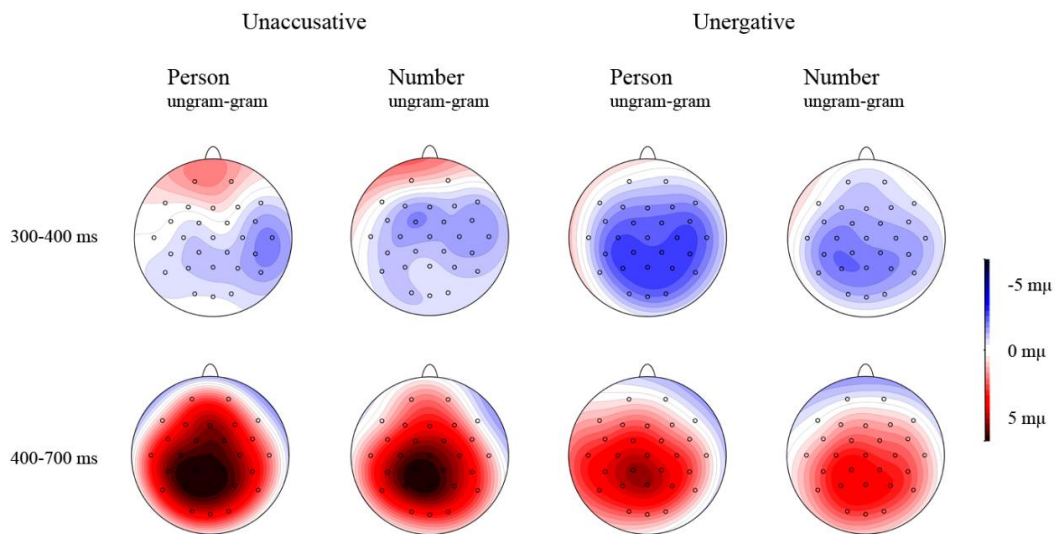 Unaccusative Unergative
Person Number Person Number
ungram-gram ungram-gram ungram-gram ungram-gram
300-400 ms
-5 mμ
0 mμ
5 mμ
400-700 ms